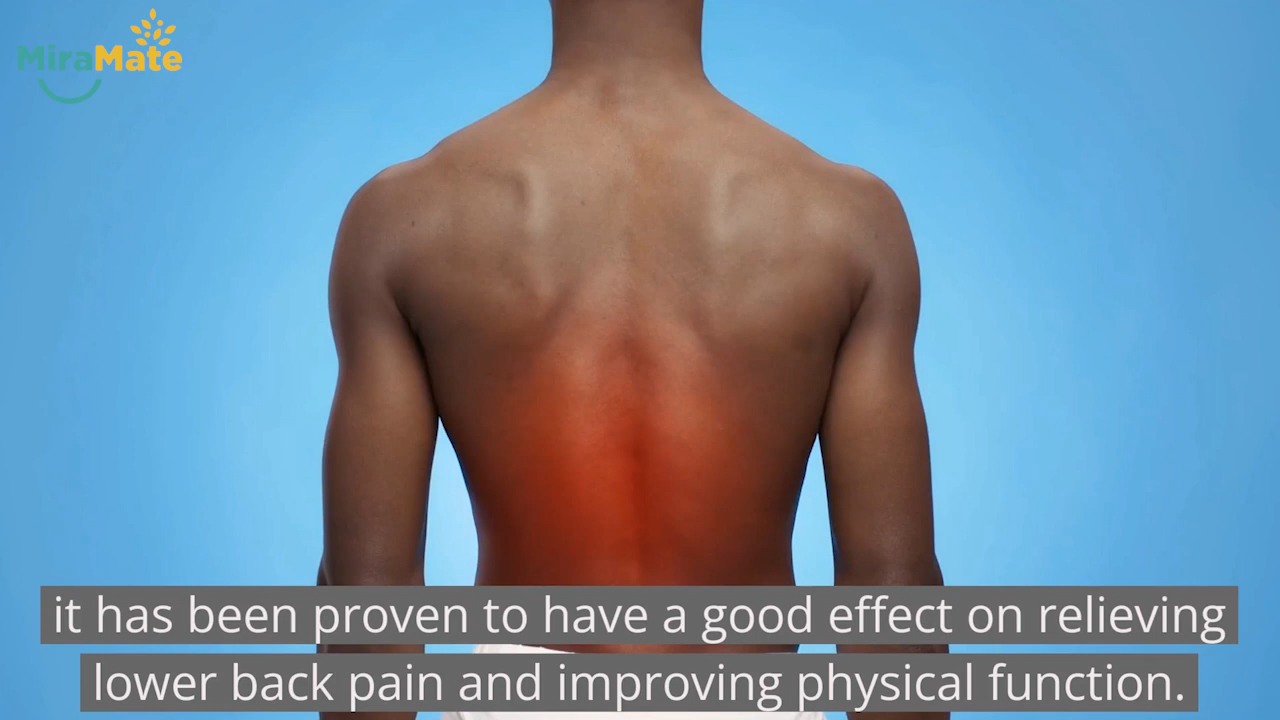 MiraMate
it has been proven to have a good effect on relieving
lower back pain and improving physical function.